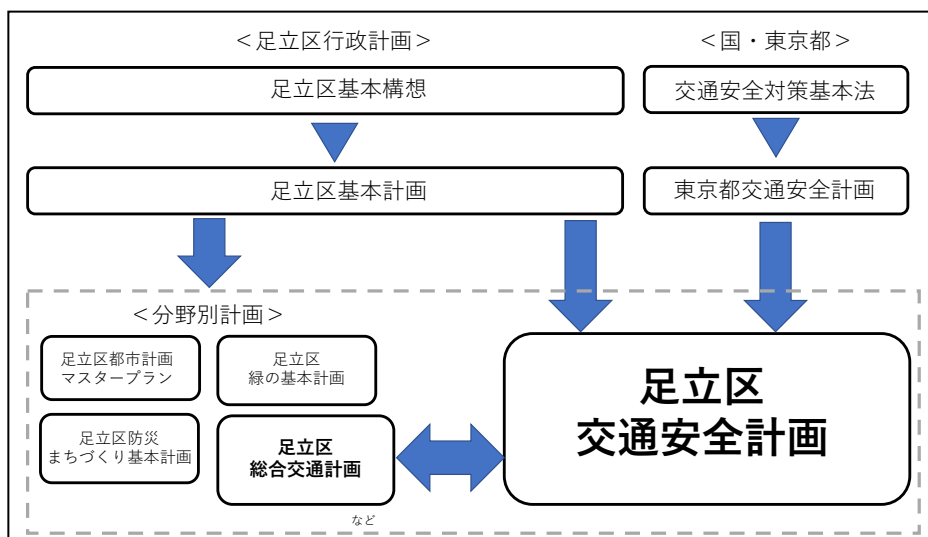 ＜足立区行政計画＞
＜国・東京都＞
足立区基本構想
交通安全対策基本法
足立区基本計画
東京都交通安全計画
＜分野別計画＞
足立区都市計画
マスタープラン
足立区
緑の基本計画
足立区防災
まちづくり基本計画
足立区
総合交通計画
など
足立区
交通安全計画